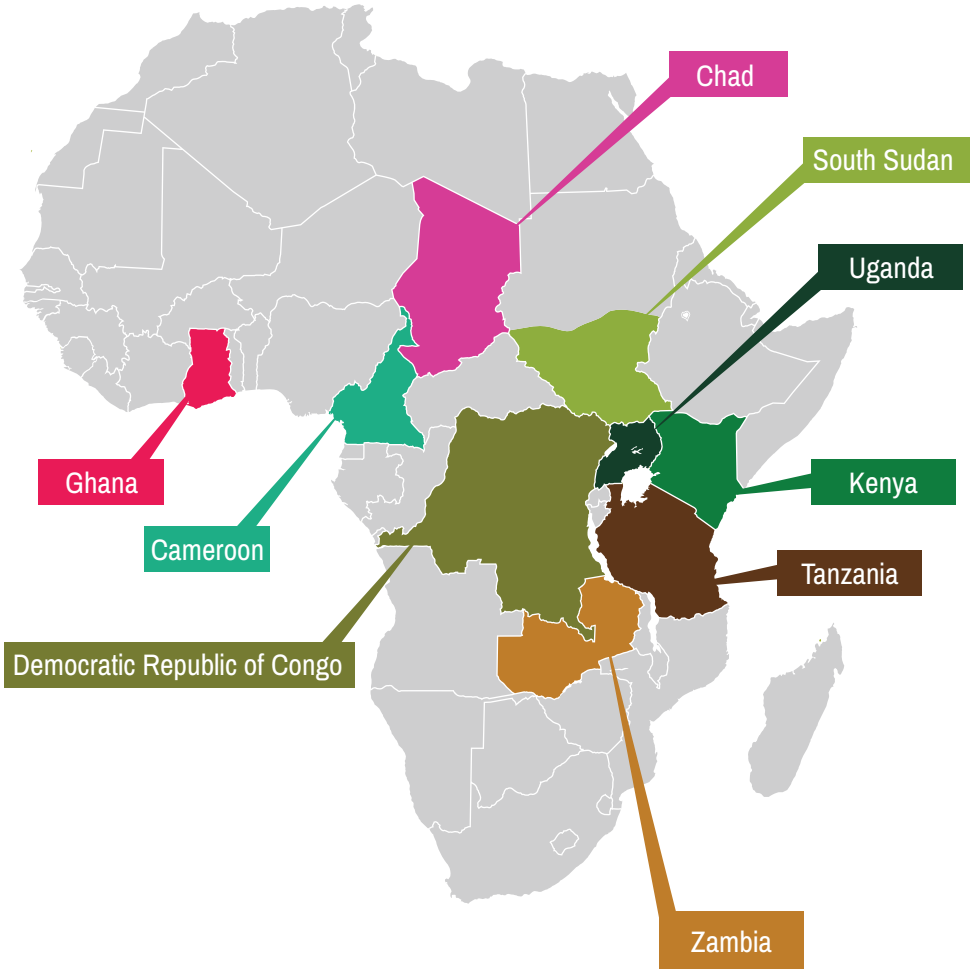 Chad
South Sudan
Uganda
Ghana
Kenya
Cameroon
Tanzania
Democratic Republic of Congo
Zambia